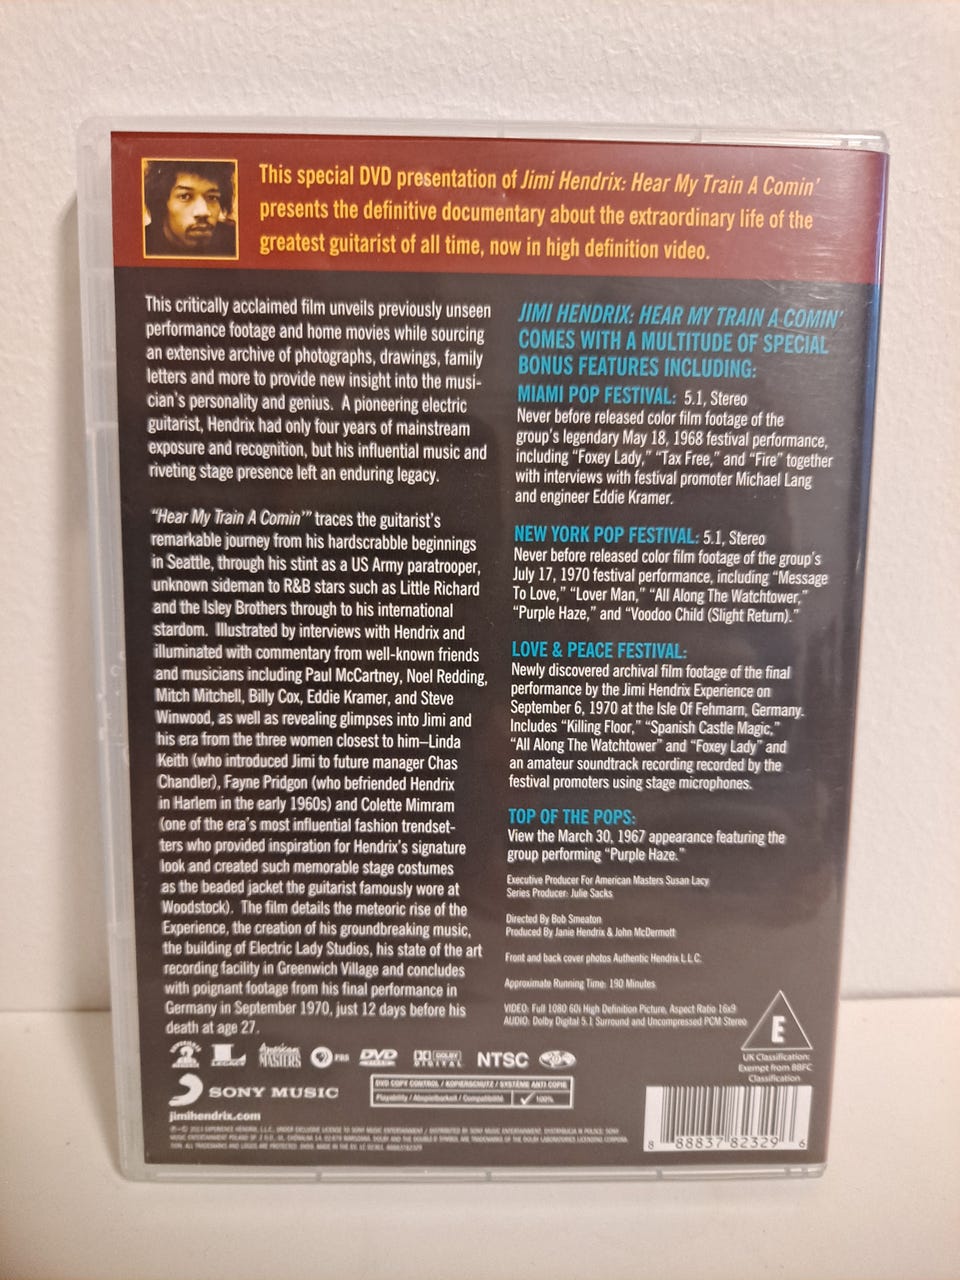 This special DVD presentation of Jimi Hendrix: Hear My Train A Comin'
presents the definitive documentary about the extraordinary life of the
greatest guitarist of all time, now in high definition video.
This critically acclaimed film unveils previously unseen
performance footage and home movies while sourcing
an extensive archive of photographs, drawings, family
letters and more to provide new insight into the musi-
cian's personality and genius. A pioneering electric
guitarist, Hendrix had only four years of mainstream
exposure and recognition, but his influential music and
riveting stage presence left an enduring legacy.
"Hear My Train A Comin'" traces the guitarist's
remarkable journey from his hardscrabble beginnings
in Seattle, through his stint as a US Army paratrooper,
unknown sideman to R&B stars such as Little Richard
and the Isley Brothers through to his international
stardom. Illustrated by interviews with Hendrix and
illuminated with commentary from well-known friends
and musicians including Paul McCartney, Noel Redding,
Mitch Mitchell, Billy Cox, Eddie Kramer, and Steve
Winwood, as well as revealing glimpses into Jimi and
his era from the three women closest to him—Linda
Keith (who introduced Jimi to future manager Chas
Chandler), Fayne Pridgon (who befriended Hendrix
in Harlem in the early 1960s) and Colette Mimram
(one of the era's most influential fashion trendset-
ters who provided inspiration for Hendrix's signature
look and created such memorable stage costumes
as the beaded jacket the guitarist famously wore at
Woodstock). The film details the meteoric rise of the
Experience, the creation of his groundbreaking music,
the building of Electric Lady Studios, his state of the art
recording facility in Greenwich Village and concludes
with poignant footage from his final performance in
Germany in September 1970, just 12 days before his
death at age 27.
JIMI HENDRIX: HEAR MY TRAIN A COMIN'
COMES WITH A MULTITUDE OF SPECIAL
BONUS FEATURES INCLUDING:
MIAMI POP FESTIVAL: 5.1, Stereo
Never before released color film footage of the
group's legendary May 18, 1968 festival performance,
including "Foxey Lady," "Tax Free," and "Fire" together
with interviews with festival promoter Michael Lang
and engineer Eddie Kramer.
NEW YORK POP FESTIVAL: 5.1, Stereo
Never before released color film footage of the group's
July 17, 1970 festival performance, including "Message
To Love," "Lover Man," "All Along The Watchtower,"
"Purple Haze," and "Voodoo Child (Slight Return)."
LOVE & PEACE FESTIVAL:
Newly discovered archival film footage of the final
performance by the Jimi Hendrix Experience on
September 6, 1970 at the Isle Of Fehmarn, Germany.
Includes "Killing Floor," "Spanish Castle Magic,"
"All Along The Watchtower" and "Foxey Lady" and
an amateur soundtrack recording recorded by the
festival promoters using stage microphones.
TOP OF THE POPS:
View the March 30, 1967 appearance featuring the
group performing "Purple Haze."
Executive Producer For American Masters Susan Lacy
Series Producer: Julie Sacks
Directed By Bob Smeaton
Produced By Janie Hendrix & John McDermott
Front and back cover photos Authentic Hendrix L.L.C.
Approximate Running Time: 190 Minutes
VIDEO: Full 1080 60i High Definition Picture, Aspect Ratio 16x9
AUDIO: Dolby Digital 5.1 Surround and Uncompressed PCM Stereo
E
UK Classification:
Exempt from BBFC
Classification
LEGACY American MASTERS PBS DVD DOLBY DIGITAL NTSC
SONY MUSIC
DVD COPY CONTROL / KOPIERSCHUTZ / SYSTÈME ANTI COPIE
Playability / Abspielbarkeit / Compatibilité 100%
jimihendrix.com
8 88837 82329 6